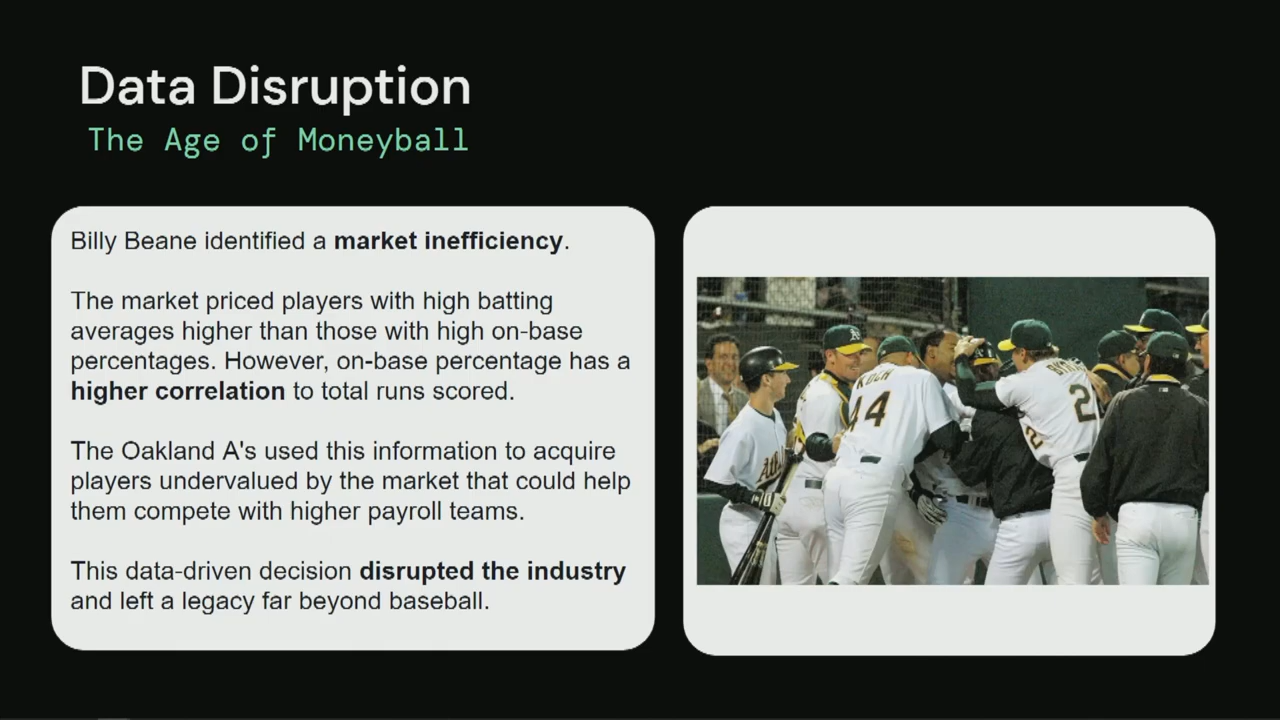 Data Disruption
The Age of Moneyball
Billy Beane identified a market inefficiency.
The market priced players with high batting
averages higher than those with high on-base
percentages. However, on-base percentage has a
higher correlation to total runs scored.
The Oakland A's used this information to acquire
players undervalued by the market that could help
them compete with higher payroll teams.
This data-driven decision disrupted the industry
and left a legacy far beyond baseball.
KOCH
44
2
2